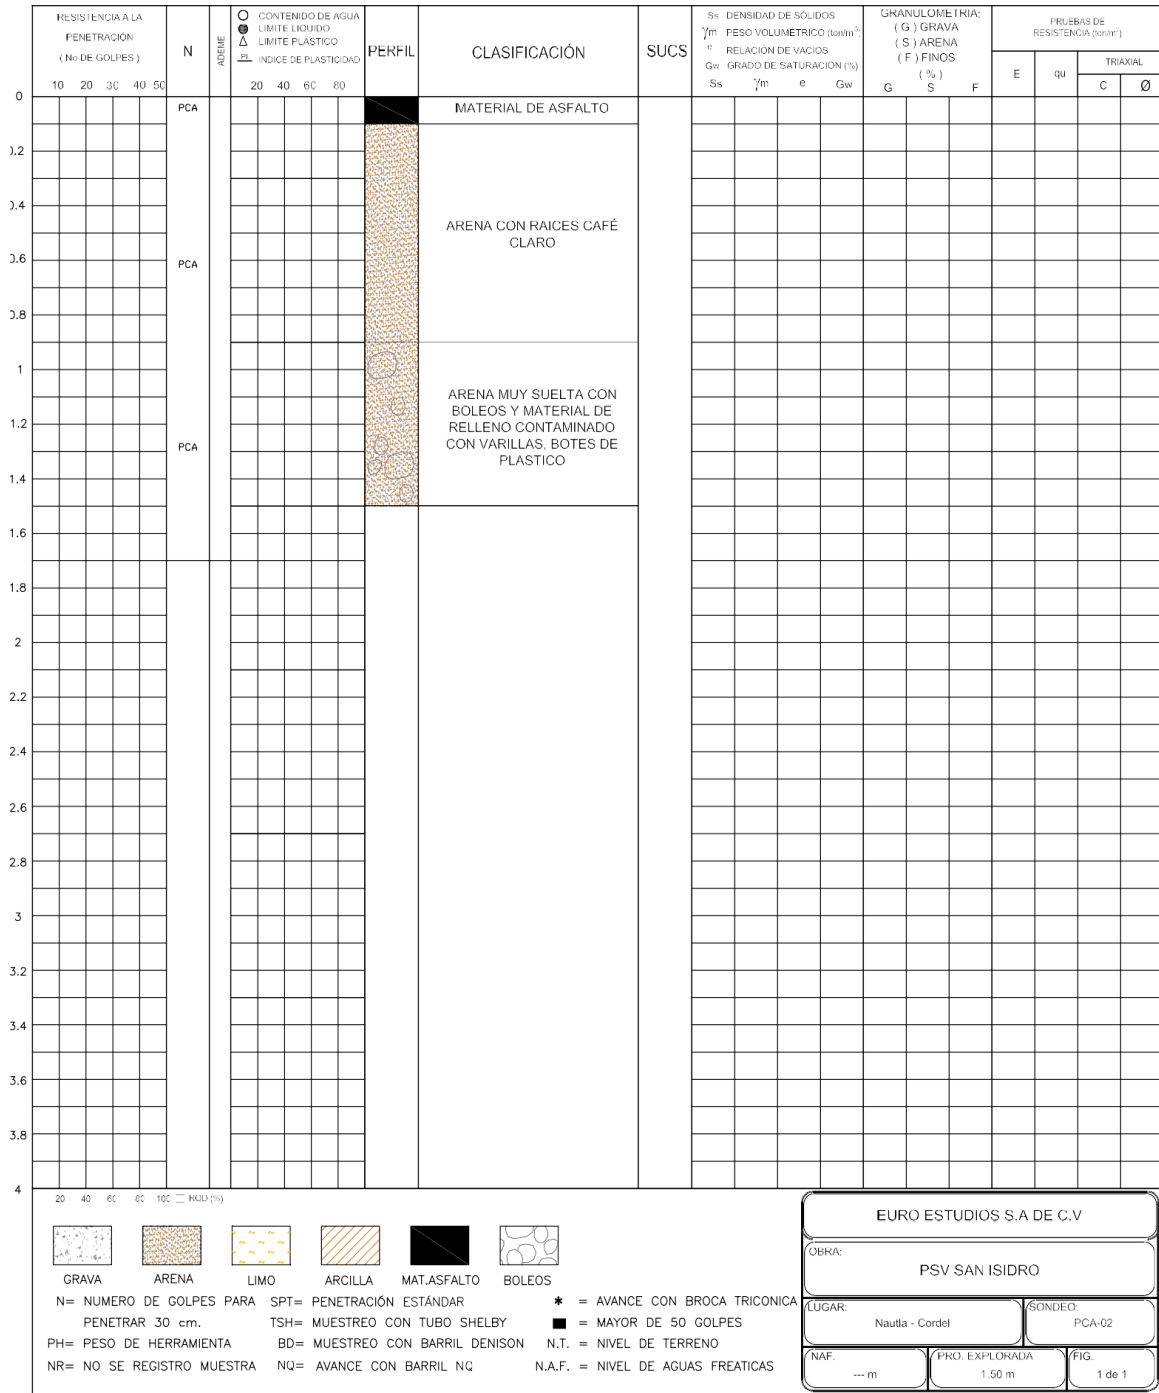 RESISTENCIA A LA
PENETRACIÓN
( No DE GOLPES )
10 20 30 40 50
N
ADEME
CONTENIDO DE AGUA
LIMITE LIQUIDO
LIMITE PLÁSTICO
PI INDICE DE PLASTICIDAD
20 40 60 80
PERFIL
CLASIFICACIÓN
SUCS
Ss DENSIDAD DE SÓLIDOS
γm PESO VOLUMÉTRICO (ton/m³)
e RELACIÓN DE VACÍOS
Gw GRADO DE SATURACIÓN (%)
Ss γm e Gw
GRANULOMETRIA:
( G ) GRAVA
( S ) ARENA
( F ) FINOS
( % )
G S F
PRUEBAS DE
RESISTENCIA (ton/m²)
E qu
TRIAXIAL
C Ø
0
PCA
MATERIAL DE ASFALTO
0.2
0.4
ARENA CON RAICES CAFÉ
CLARO
0.6
PCA
0.8
1
ARENA MUY SUELTA CON
BOLEOS Y MATERIAL DE
RELLENO CONTAMINADO
CON VARILLAS, BOTES DE
PLASTICO
1.2
PCA
1.4
1.6
1.8
2
2.2
2.4
2.6
2.8
3
3.2
3.4
3.6
3.8
4
20 40 60 80 100 RQD (%)
GRAVA ARENA LIMO ARCILLA MAT.ASFALTO BOLEOS
N= NUMERO DE GOLPES PARA
PENETRAR 30 cm.
PH= PESO DE HERRAMIENTA
NR= NO SE REGISTRO MUESTRA
SPT= PENETRACIÓN ESTÁNDAR
TSH= MUESTREO CON TUBO SHELBY
BD= MUESTREO CON BARRIL DENISON
NQ= AVANCE CON BARRIL NQ
* = AVANCE CON BROCA TRICONICA
■ = MAYOR DE 50 GOLPES
N.T. = NIVEL DE TERRENO
N.A.F. = NIVEL DE AGUAS FREATICAS
EURO ESTUDIOS S.A DE C.V
OBRA:
PSV SAN ISIDRO
LUGAR:
Nautla - Cordel
SONDEO:
PCA-02
NAF.
--- m
PRO. EXPLORADA
1.50 m
FIG.
1 de 1